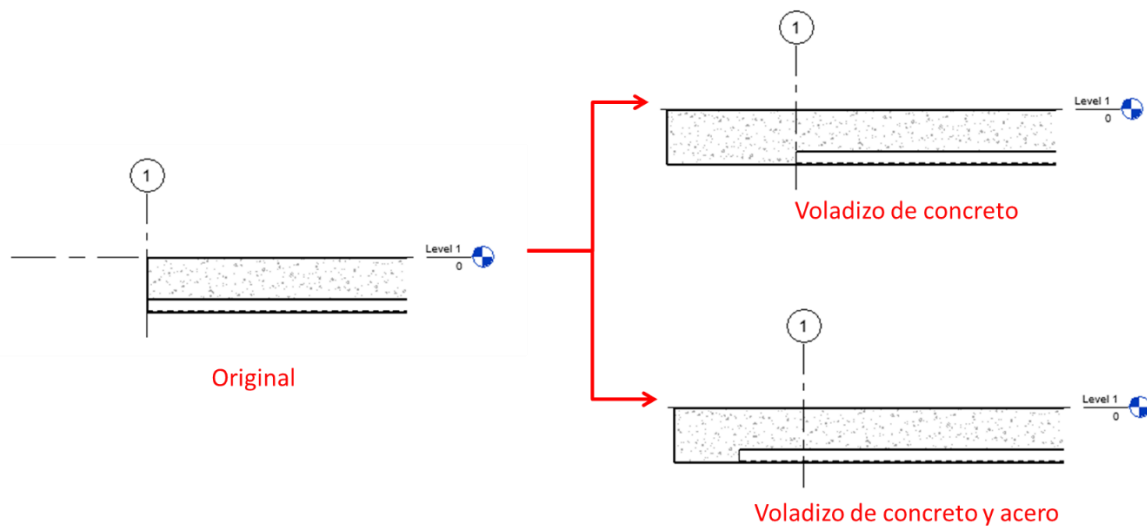 1
Level 1
0
Original
1
Level 1
0
Voladizo de concreto
1
Level 1
0
Voladizo de concreto y acero